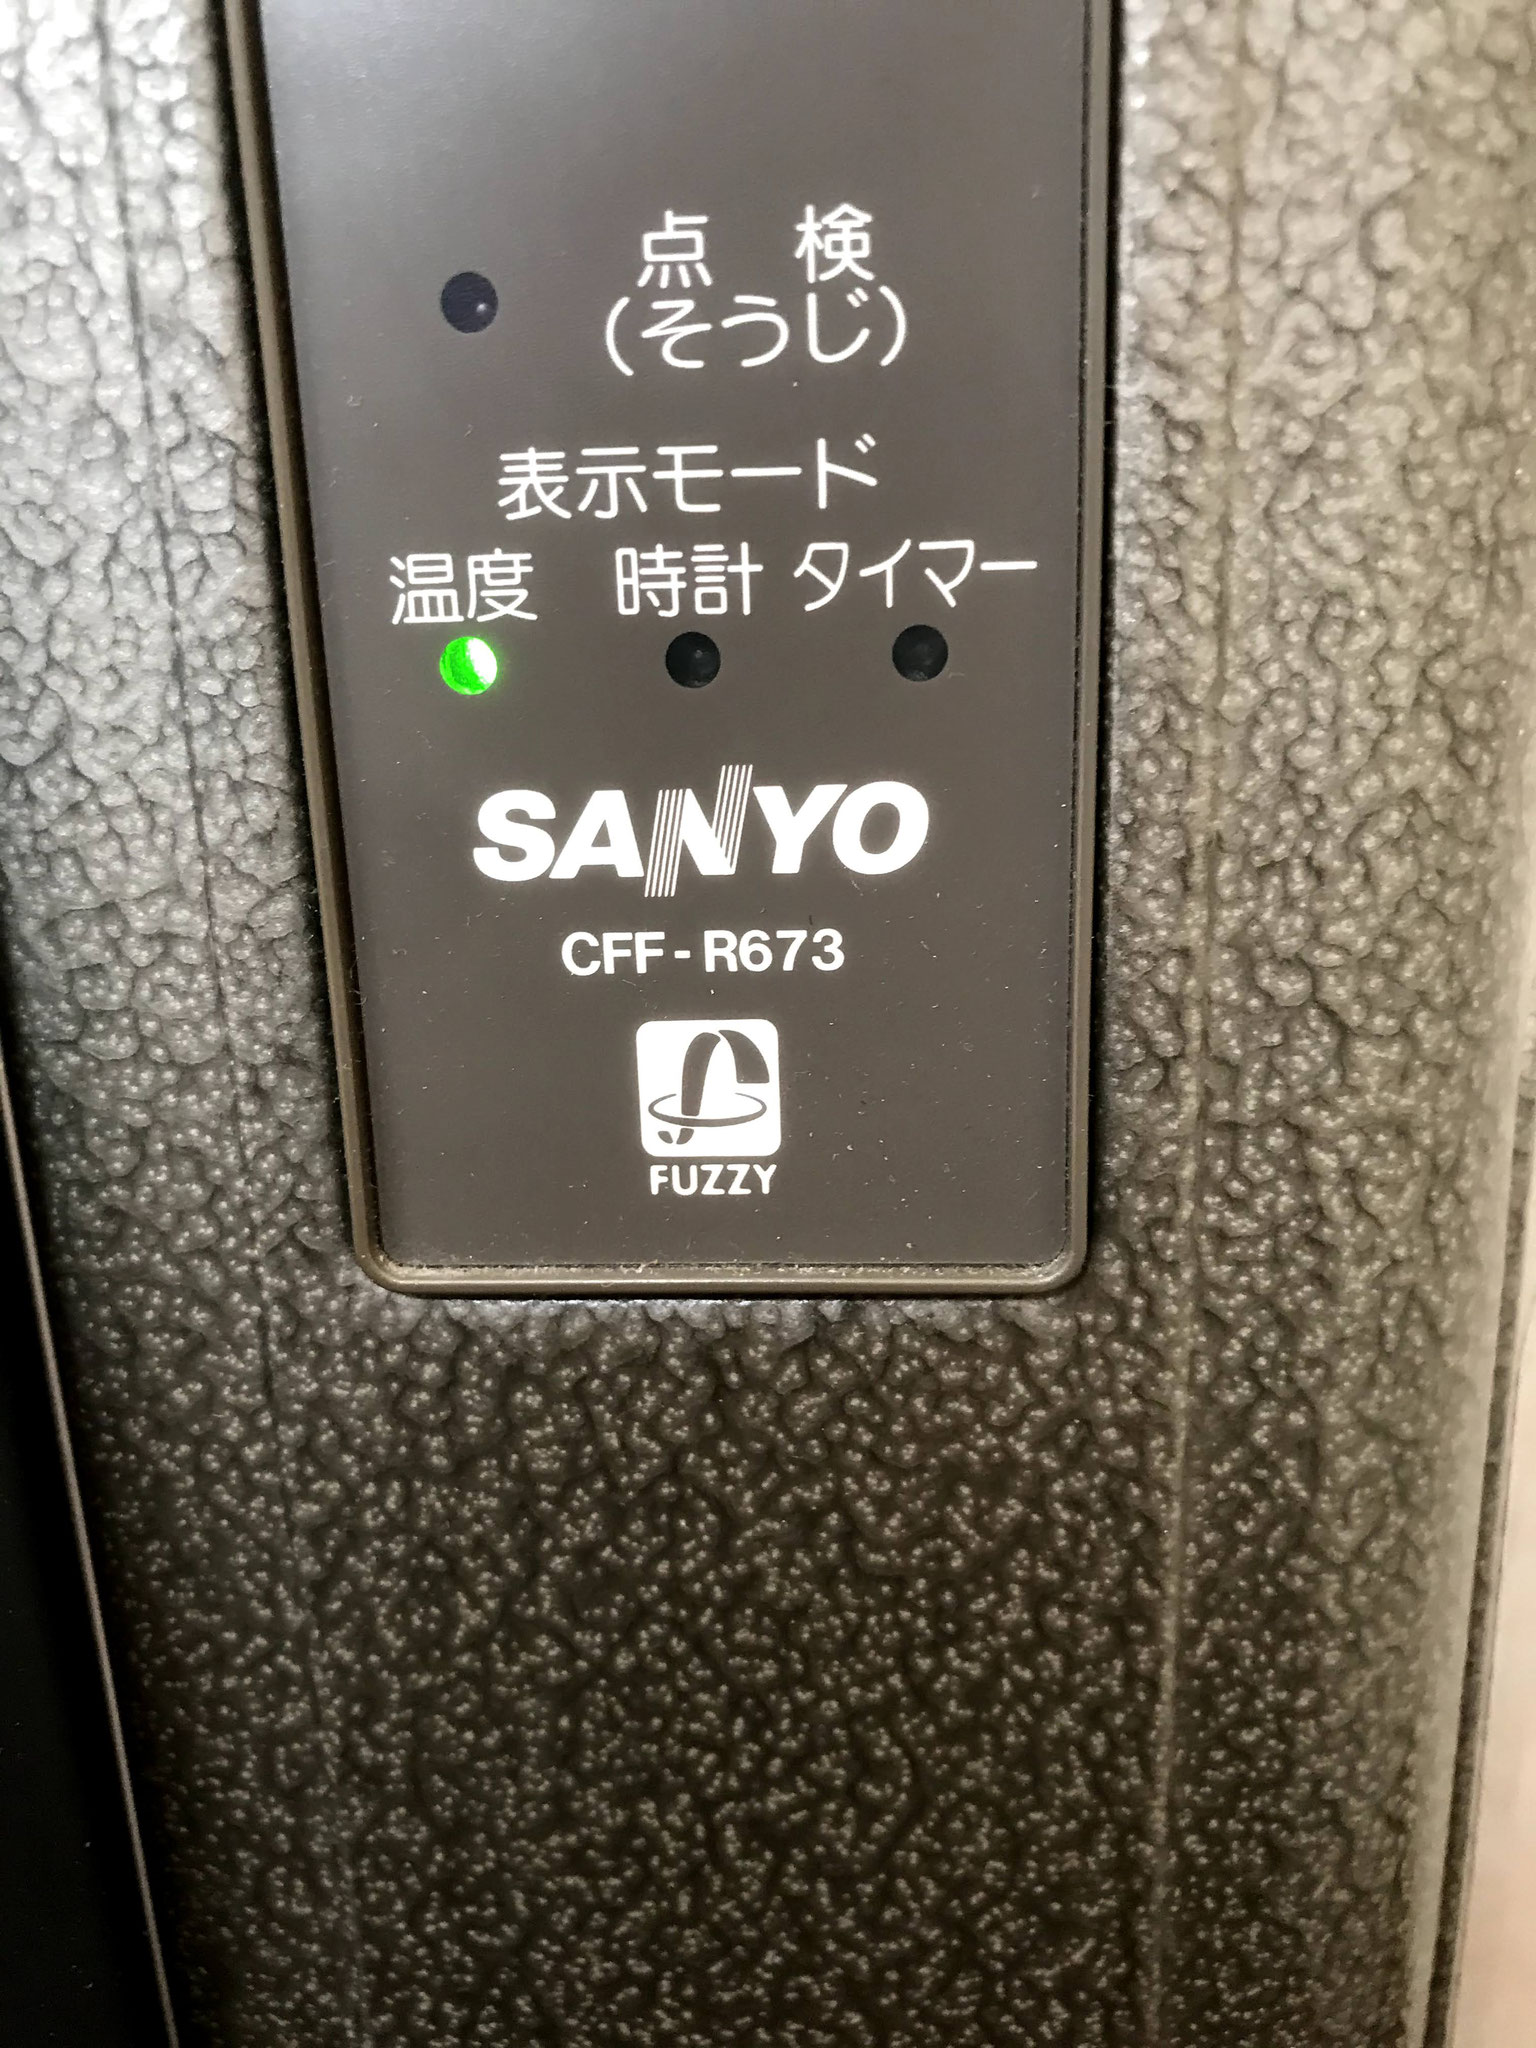 点 検
(そうじ)
表示モード
温度 時計 タイマー
SANYO
CFF-R673
FUZZY